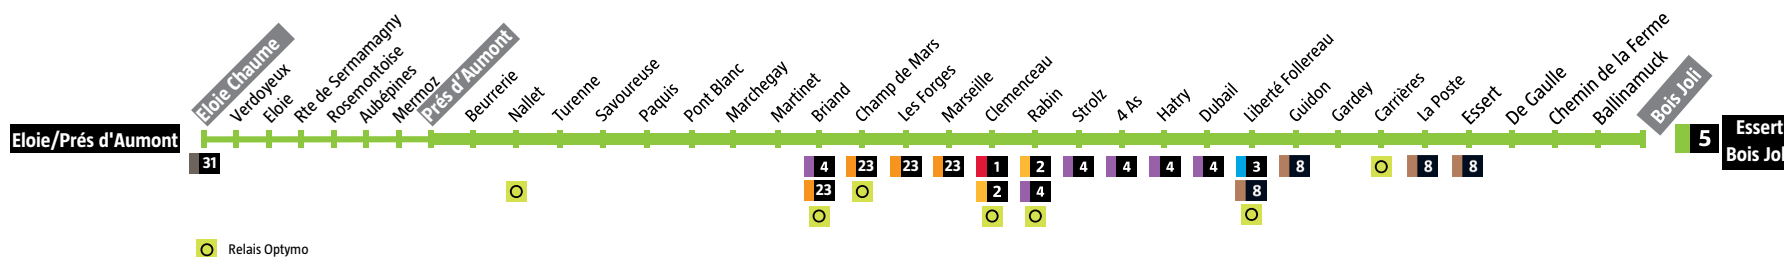 Eloie Chaume
Verdoyeux
Eloie
Rte de Sermamagny
Rosemontoise
Aubépines
Mermoz
Prés d'Aumont
Beurrerie
Nallet
Turenne
Savoureuse
Paquis
Pont Blanc
Marchegay
Martinet
Briand
Champ de Mars
Les Forges
Marseille
Clemenceau
Rabin
Strolz
4 As
Hatry
Dubail
Liberté Follereau
Guidon
Gardey
Carrières
La Poste
Essert
De Gaulle
Chemin de la Ferme
Ballinamuck
Bois Joli
Eloie/Prés d'Aumont
5
Essert
Bois Joli
31
4
23
23
23
1
2
4
4
4
4
3
8
8
8
23
2
4
8
Relais Optymo